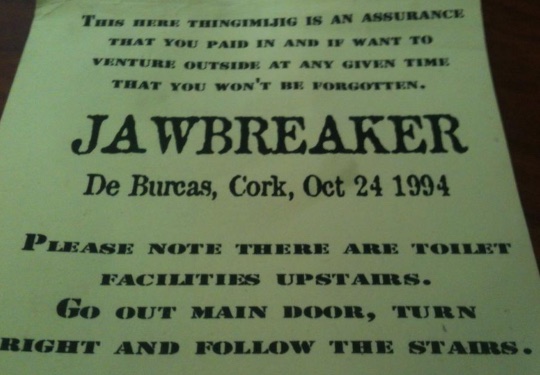 This here thingimijig is an assurance
that you paid in and if want to
venture outside at any given time
that you won't be forgotten.
JAWBREAKER
De Burcas, Cork, Oct 24 1994
Please note there are toilet
facilities upstairs.
Go out main door, turn
right and follow the stairs.